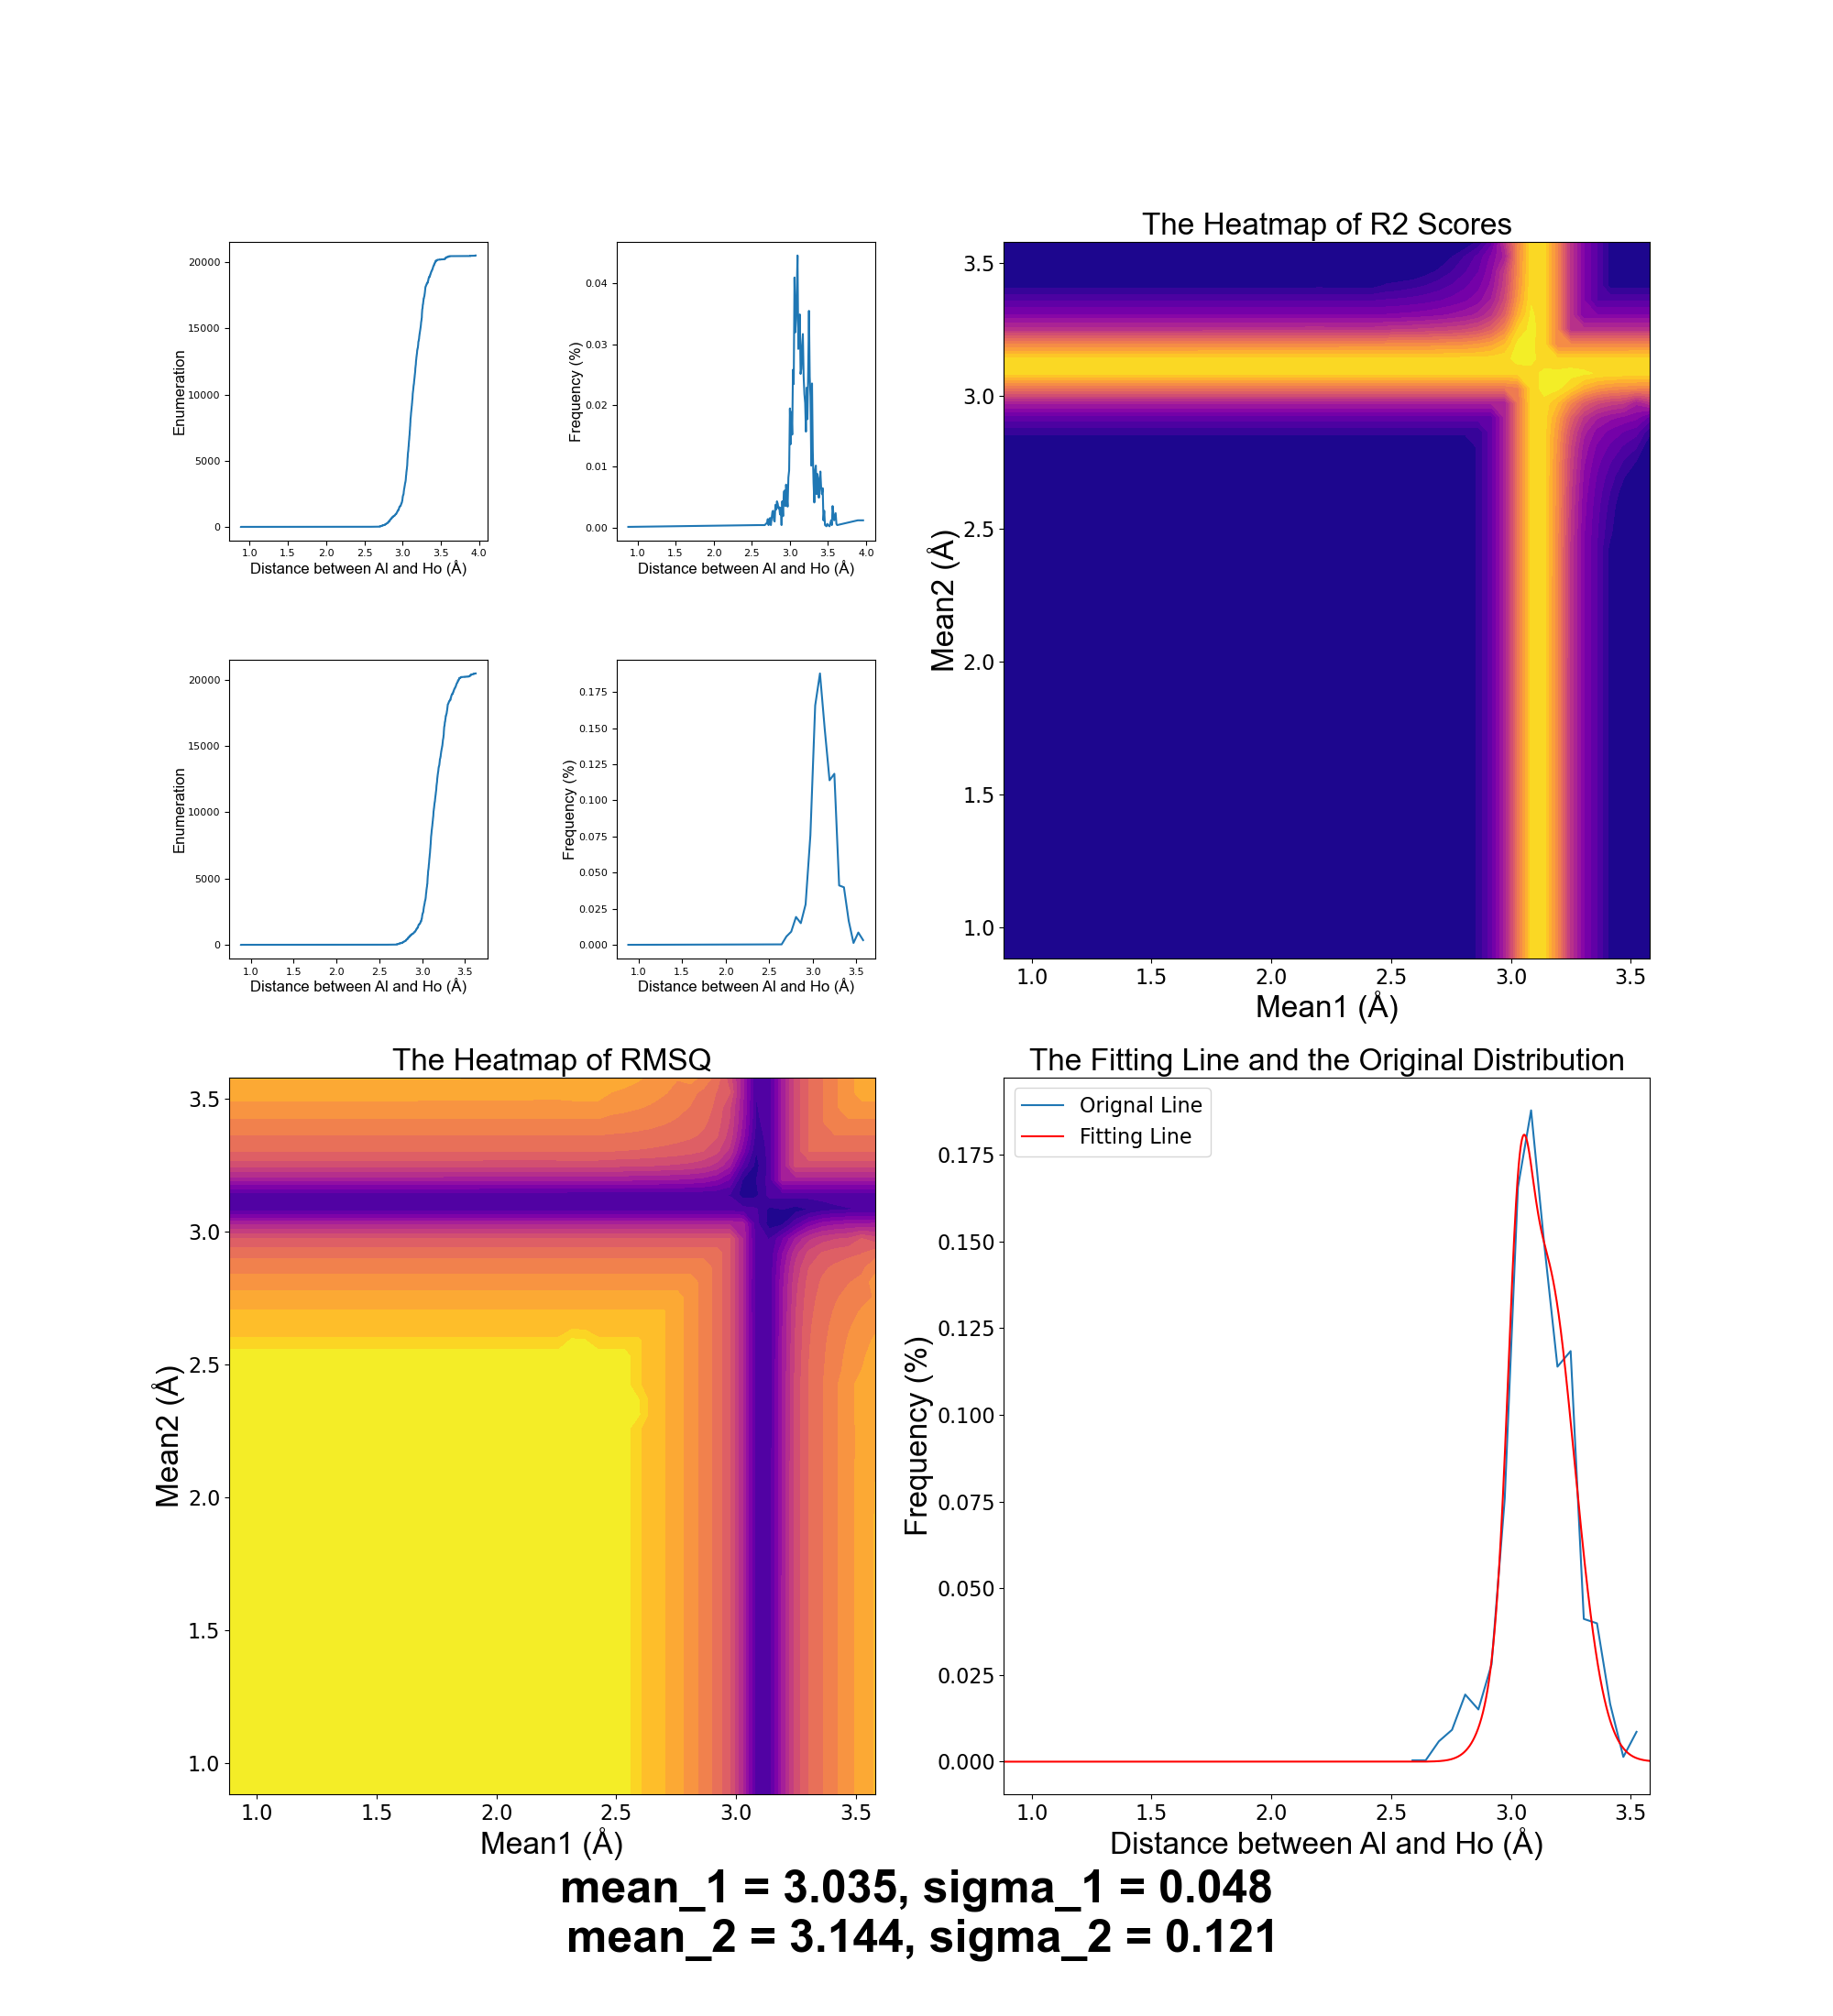 20000
15000
10000
5000
0
Enumeration
1.0 1.5 2.0 2.5 3.0 3.5 4.0
Distance between Al and Ho (Å)
0.04
0.03
0.02
0.01
0.00
Frequency (%)
1.0 1.5 2.0 2.5 3.0 3.5 4.0
Distance between Al and Ho (Å)
The Heatmap of R2 Scores
3.5
3.0
2.5
2.0
1.5
1.0
Mean2 (Å)
1.0 1.5 2.0 2.5 3.0 3.5
Mean1 (Å)
20000
15000
10000
5000
0
Enumeration
1.0 1.5 2.0 2.5 3.0 3.5
Distance between Al and Ho (Å)
0.175
0.150
0.125
0.100
0.075
0.050
0.025
0.000
Frequency (%)
1.0 1.5 2.0 2.5 3.0 3.5
Distance between Al and Ho (Å)
The Heatmap of RMSQ
3.5
3.0
2.5
2.0
1.5
1.0
Mean2 (Å)
1.0 1.5 2.0 2.5 3.0 3.5
Mean1 (Å)
The Fitting Line and the Original Distribution
Orignal Line
Fitting Line
0.175
0.150
0.125
0.100
0.075
0.050
0.025
0.000
Frequency (%)
1.0 1.5 2.0 2.5 3.0 3.5
Distance between Al and Ho (Å)
mean_1 = 3.035, sigma_1 = 0.048
mean_2 = 3.144, sigma_2 = 0.121